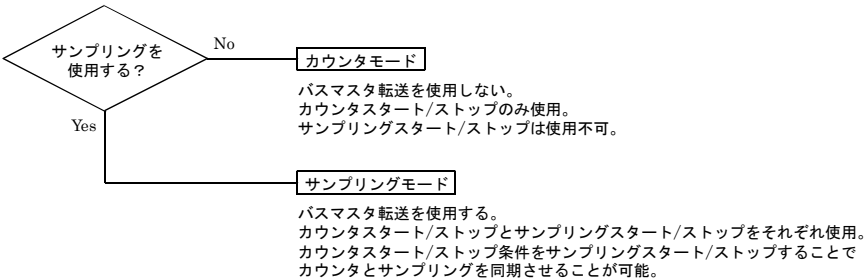 サンプリングを
使用する？
No
カウンタモード
バスマスタ転送を使用しない。
カウンタスタート/ストップのみ使用。
サンプリングスタート/ストップは使用不可。
Yes
サンプリングモード
バスマスタ転送を使用する。
カウンタスタート/ストップとサンプリングスタート/ストップをそれぞれ使用。
カウンタスタート/ストップ条件をサンプリングスタート/ストップすることで
カウンタとサンプリングを同期させることが可能。